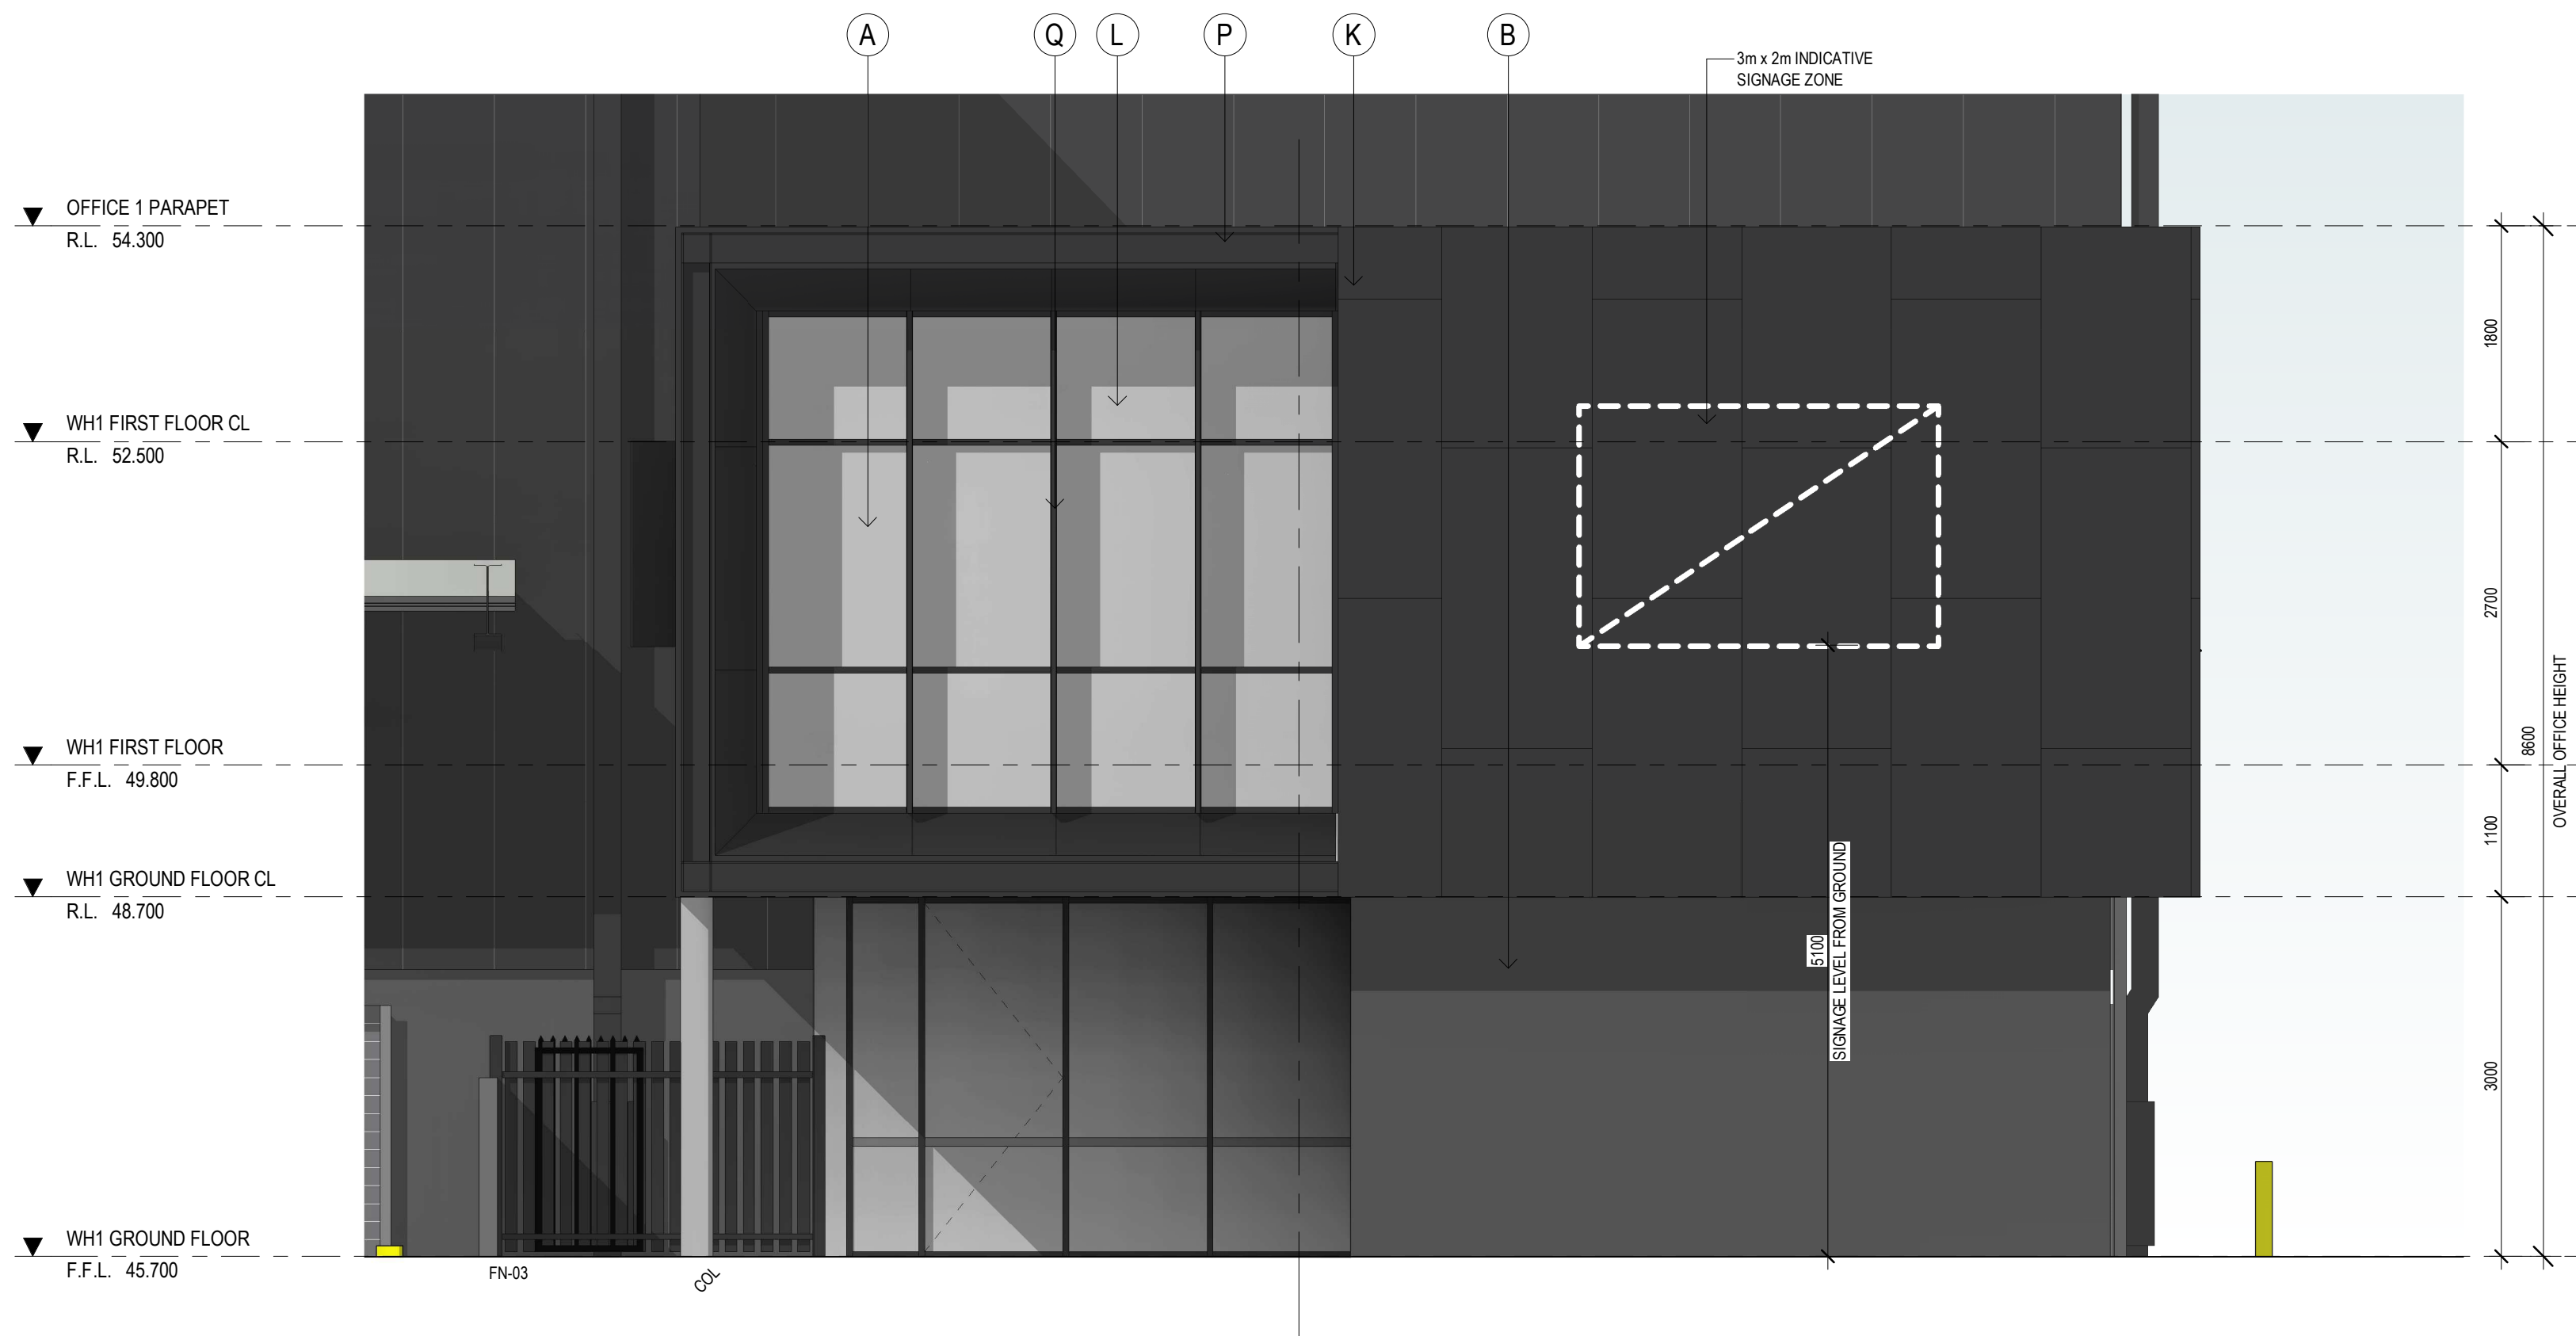 A
Q
L
P
K
B
3m x 2m INDICATIVE
SIGNAGE ZONE
OFFICE 1 PARAPET
R.L. 54.300
WH1 FIRST FLOOR CL
R.L. 52.500
WH1 FIRST FLOOR
F.F.L. 49.800
WH1 GROUND FLOOR CL
R.L. 48.700
WH1 GROUND FLOOR
F.F.L. 45.700
FN-03
COL
5100
SIGNAGE LEVEL FROM GROUND
1800
2700
1100
3000
8600
OVERALL OFFICE HEIGHT